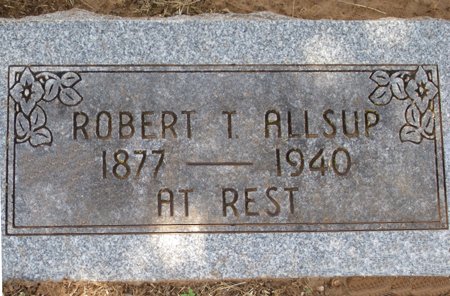 ROBERT T. ALLSUP
1877 — 1940
AT REST